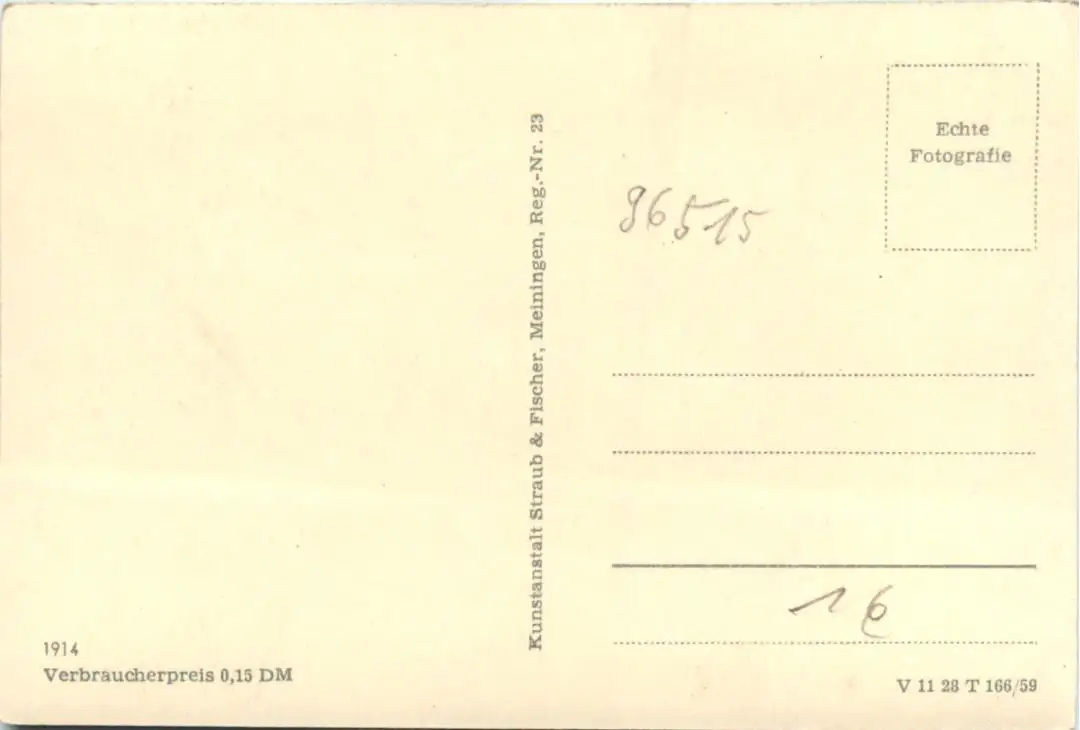 Echte
Fotografie
96515
Kunstanstalt Straub & Fischer, Meiningen, Reg.-Nr. 23
16
1914
Verbraucherpreis 0,15 DM
V 11 28 T 166/59